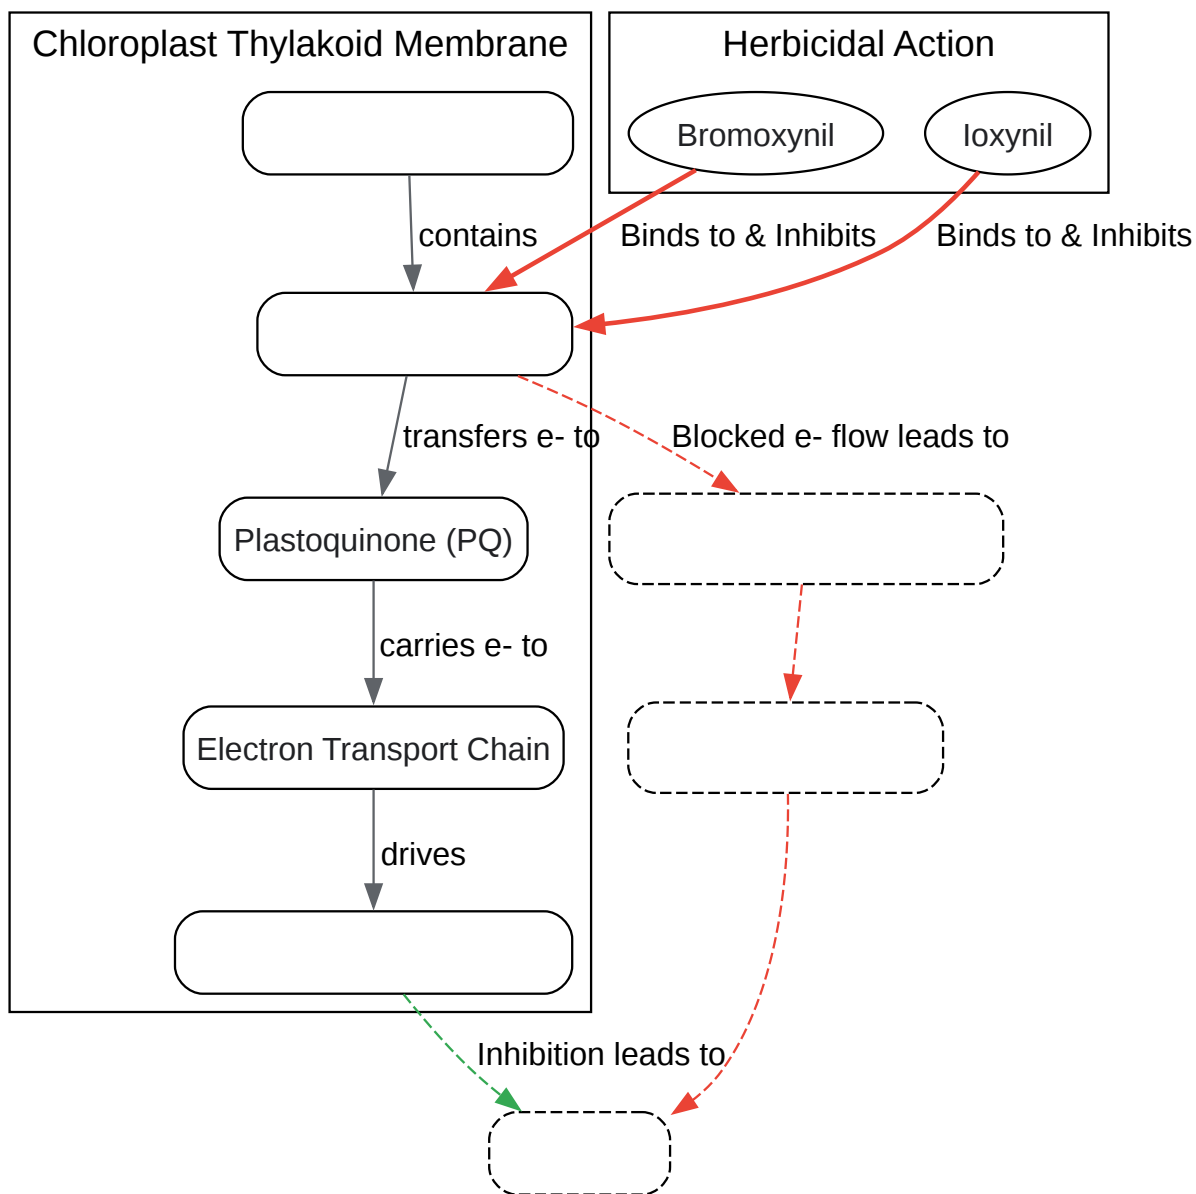 Chloroplast Thylakoid Membrane
Herbicidal Action
Bromoxynil
Ioxynil
contains
Binds to & Inhibits
Binds to & Inhibits
transfers e- to
Blocked e- flow leads to
Plastoquinone (PQ)
carries e- to
Electron Transport Chain
drives
Inhibition leads to